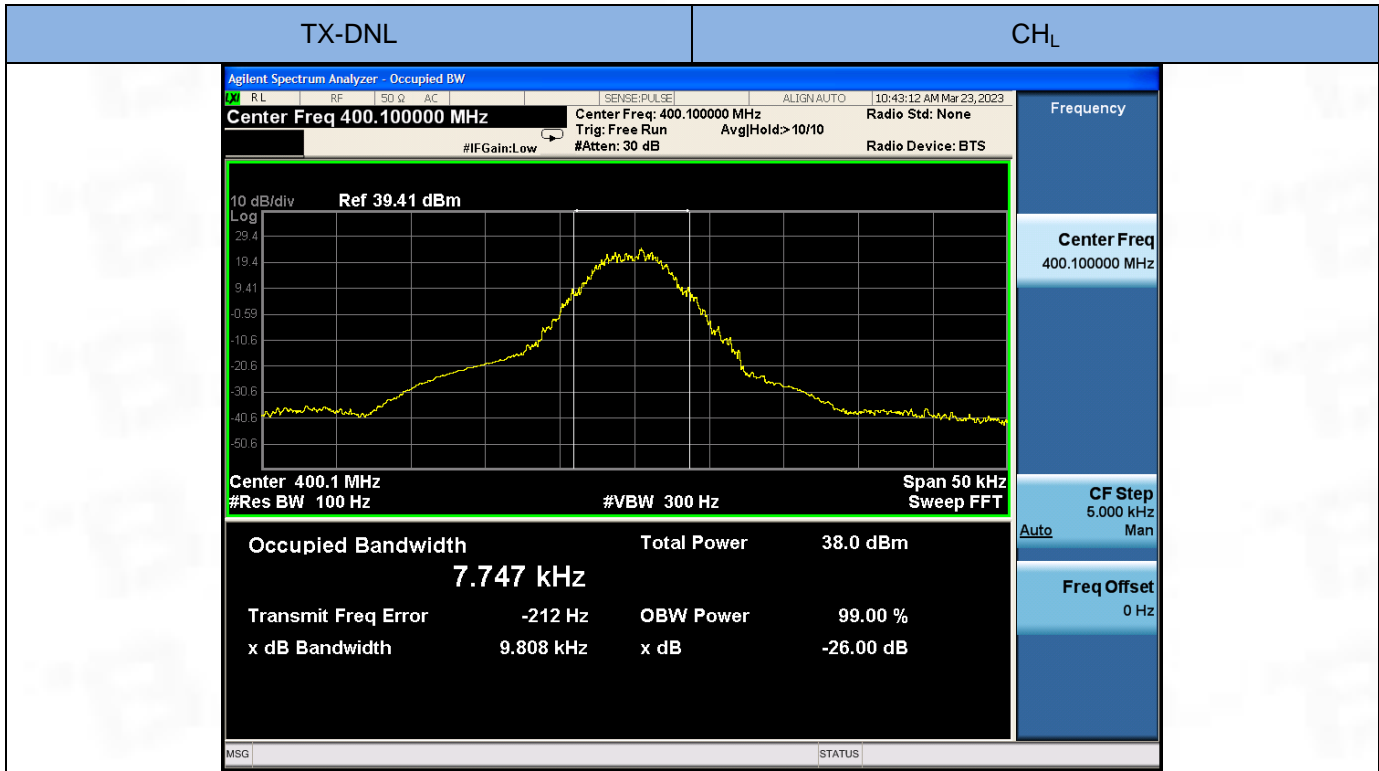 TX-DNL CHL
Agilent Spectrum Analyzer - Occupied BW
LXI RL RF 50 Ω AC SENSE:PULSE ALIGN AUTO 10:43:12 AM Mar 23, 2023
Center Freq 400.100000 MHz Center Freq: 400.100000 MHz Radio Std: None
Trig: Free Run Avg|Hold:> 10/10
#IFGain:Low #Atten: 30 dB Radio Device: BTS
Frequency
10 dB/div Ref 39.41 dBm
Log
29.4
19.4
9.41
-0.59
-10.6
-20.6
-30.6
-40.6
-50.6
Center 400.1 MHz Span 50 kHz
#Res BW 100 Hz #VBW 300 Hz Sweep FFT
Center Freq
400.100000 MHz
CF Step
5.000 kHz
Auto Man
Freq Offset
0 Hz
Occupied Bandwidth Total Power 38.0 dBm
7.747 kHz
Transmit Freq Error -212 Hz OBW Power 99.00 %
x dB Bandwidth 9.808 kHz x dB -26.00 dB
MSG STATUS